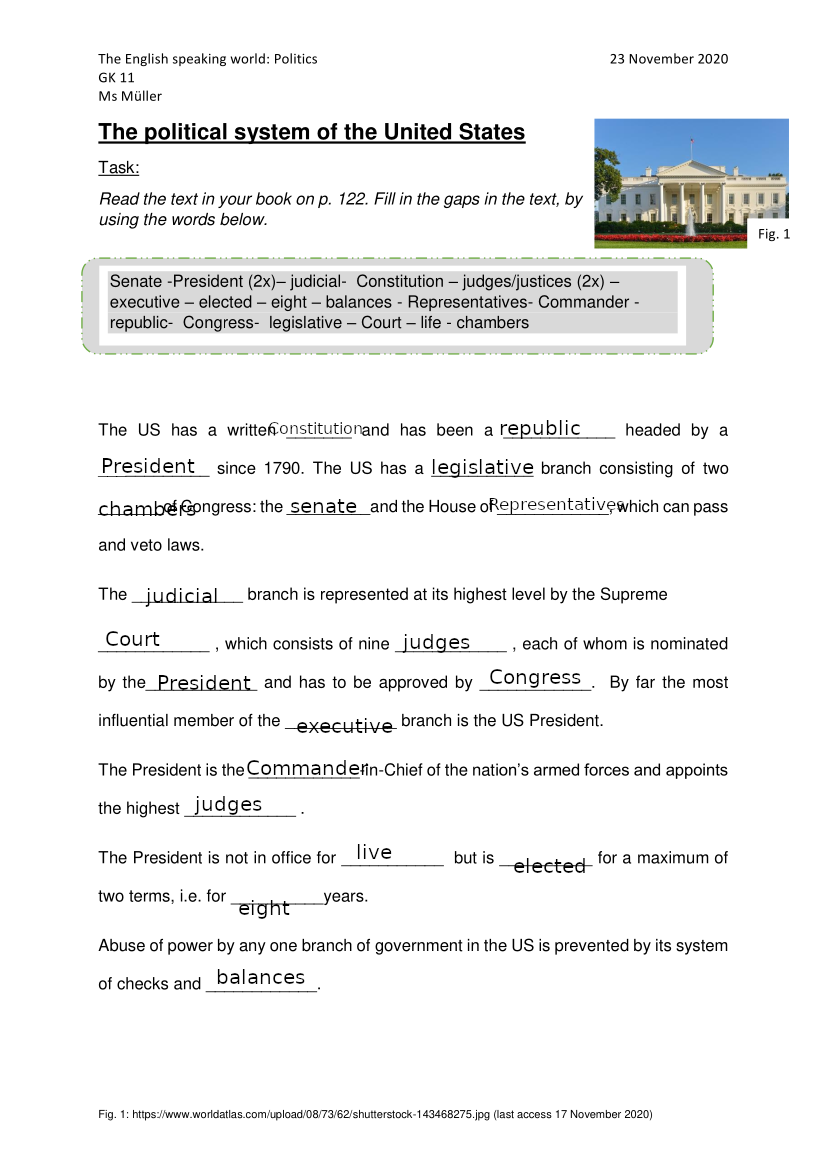 The English speaking world: Politics 23 November 2020
GK 11
Ms Müller
The political system of the United States
Task:
Read the text in your book on p. 122. Fill in the gaps in the text, by
using the words below.
Fig. 1
Senate -President (2x)– judicial- Constitution – judges/justices (2x) –
executive – elected – eight – balances - Representatives- Commander -
republic- Congress- legislative – Court – life - chambers
The US has a written Constitution and has been a republic headed by a
President since 1790. The US has a legislative branch consisting of two
chambers of Congress: the senate and the House of Representatives, which can pass
and veto laws.
The judicial branch is represented at its highest level by the Supreme
Court , which consists of nine judges , each of whom is nominated
by the President and has to be approved by Congress. By far the most
influential member of the executive branch is the US President.
The President is the Commander-in-Chief of the nation’s armed forces and appoints
the highest judges .
The President is not in office for live but is elected for a maximum of
two terms, i.e. for eight years.
Abuse of power by any one branch of government in the US is prevented by its system
of checks and balances.
Fig. 1: https://www.worldatlas.com/upload/08/73/62/shutterstock-143468275.jpg (last access 17 November 2020)